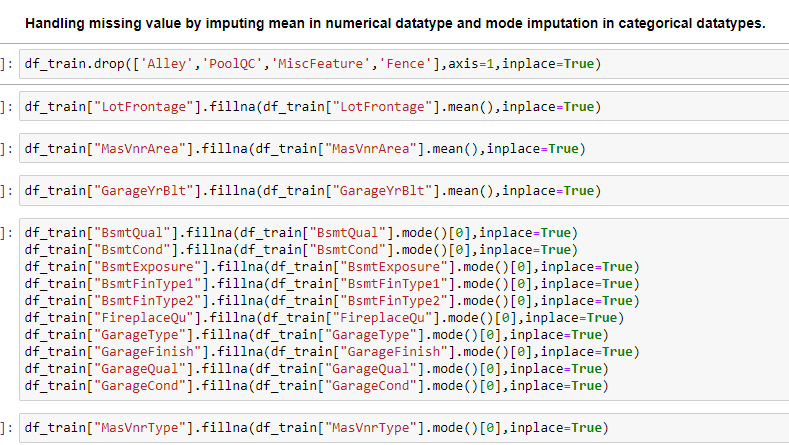 Handling missing value by imputing mean in numerical datatype and mode imputation in categorical datatypes.
]: df_train.drop(['Alley','PoolQC','MiscFeature','Fence'],axis=1,inplace=True)
]: df_train["LotFrontage"].fillna(df_train["LotFrontage"].mean(),inplace=True)
]: df_train["MasVnrArea"].fillna(df_train["MasVnrArea"].mean(),inplace=True)
]: df_train["GarageYrBlt"].fillna(df_train["GarageYrBlt"].mean(),inplace=True)
]: df_train["BsmtQual"].fillna(df_train["BsmtQual"].mode()[0],inplace=True)
df_train["BsmtCond"].fillna(df_train["BsmtCond"].mode()[0],inplace=True)
df_train["BsmtExposure"].fillna(df_train["BsmtExposure"].mode()[0],inplace=True)
df_train["BsmtFinType1"].fillna(df_train["BsmtFinType1"].mode()[0],inplace=True)
df_train["BsmtFinType2"].fillna(df_train["BsmtFinType2"].mode()[0],inplace=True)
df_train["FireplaceQu"].fillna(df_train["FireplaceQu"].mode()[0],inplace=True)
df_train["GarageType"].fillna(df_train["GarageType"].mode()[0],inplace=True)
df_train["GarageFinish"].fillna(df_train["GarageFinish"].mode()[0],inplace=True)
df_train["GarageQual"].fillna(df_train["GarageQual"].mode()[0],inplace=True)
df_train["GarageCond"].fillna(df_train["GarageCond"].mode()[0],inplace=True)
]: df_train["MasVnrType"].fillna(df_train["MasVnrType"].mode()[0],inplace=True)